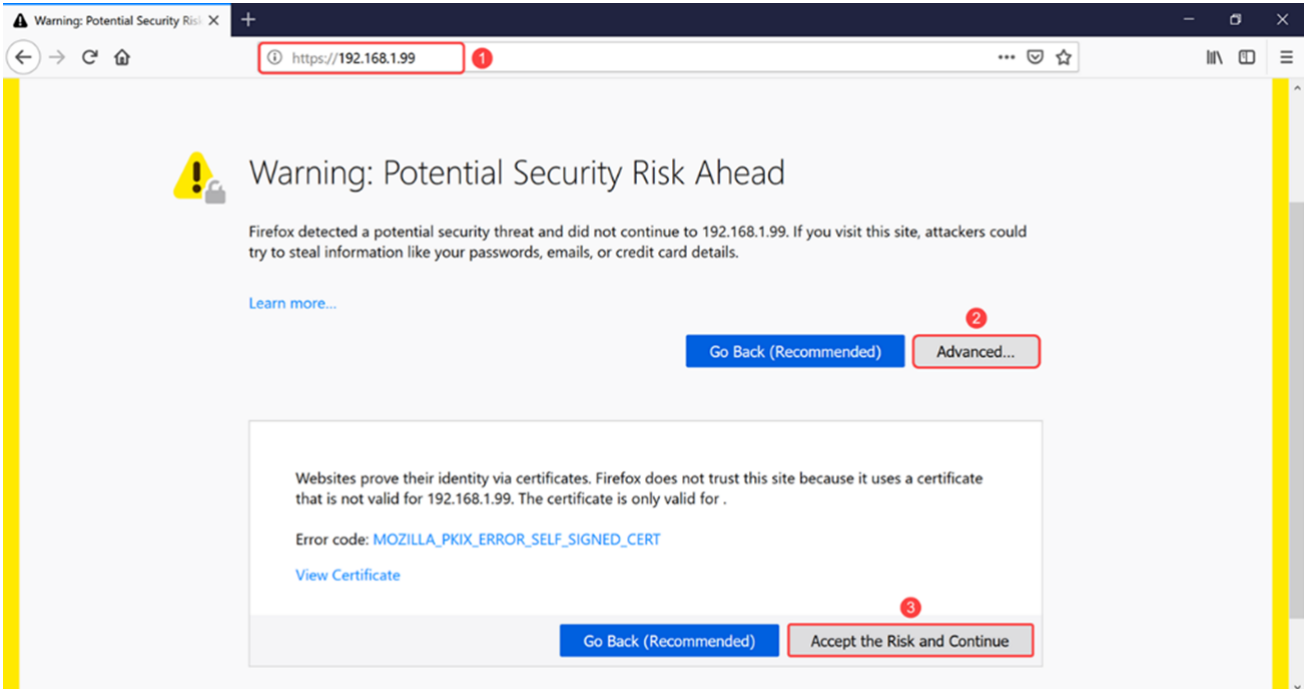 Warning: Potential Security Ris
https://192.168.1.99
1
Warning: Potential Security Risk Ahead
Firefox detected a potential security threat and did not continue to 192.168.1.99. If you visit this site, attackers could
try to steal information like your passwords, emails, or credit card details.
Learn more...
2
Go Back (Recommended) Advanced...
Websites prove their identity via certificates. Firefox does not trust this site because it uses a certificate
that is not valid for 192.168.1.99. The certificate is only valid for .
Error code: MOZILLA_PKIX_ERROR_SELF_SIGNED_CERT
View Certificate
3
Go Back (Recommended) Accept the Risk and Continue